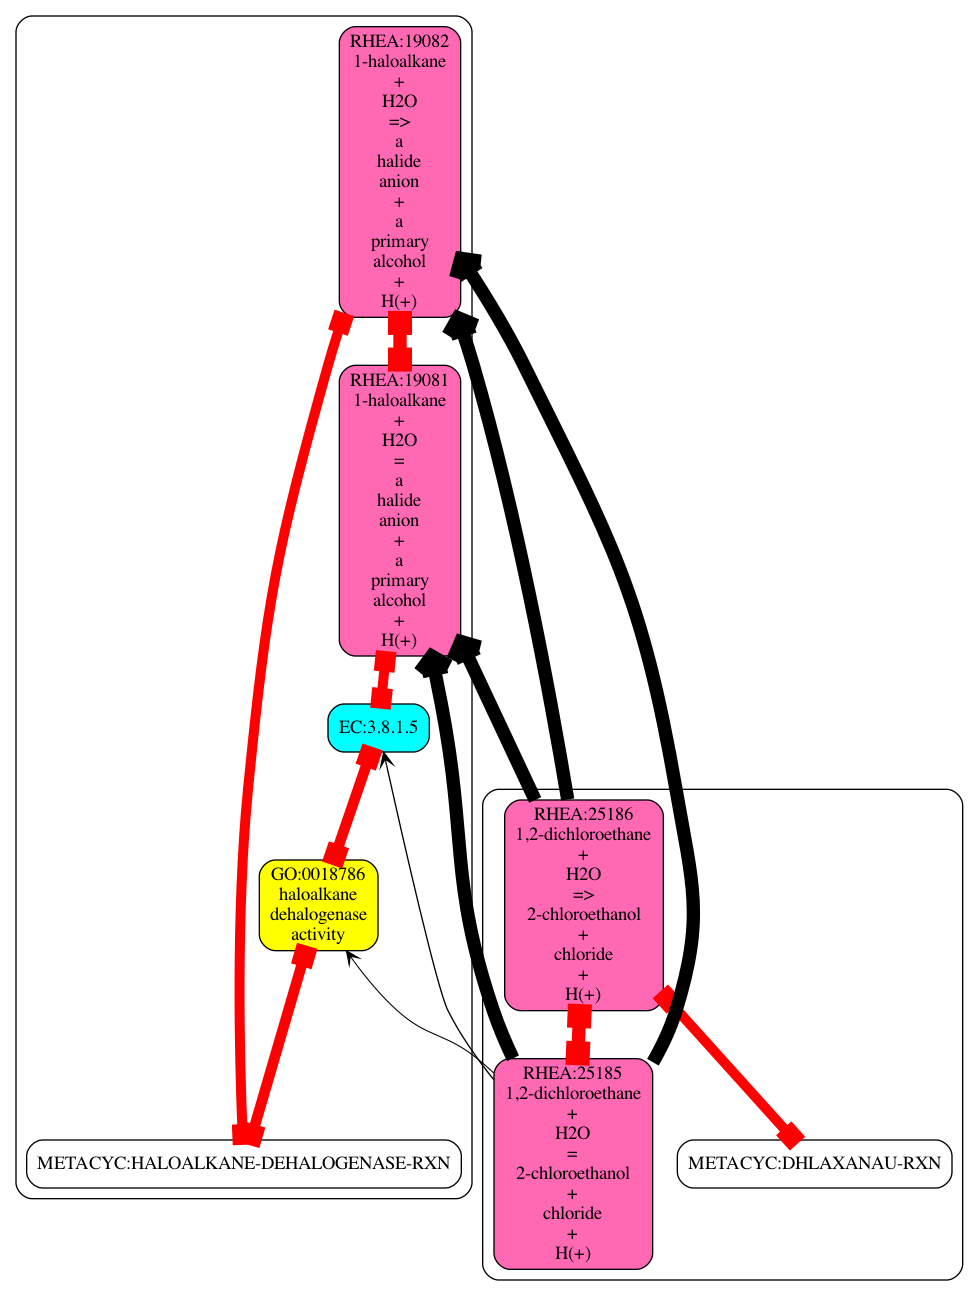 RHEA:19082
1-haloalkane
+
H2O
=>
a
halide
anion
+
a
primary
alcohol
+
H(+)
RHEA:19081
1-haloalkane
+
H2O
=
a
halide
anion
+
a
primary
alcohol
+
H(+)
EC:3.8.1.5
GO:0018786
haloalkane
dehalogenase
activity
METACYC:HALOALKANE-DEHALOGENASE-RXN
RHEA:25186
1,2-dichloroethane
+
H2O
=>
2-chloroethanol
+
chloride
+
H(+)
RHEA:25185
1,2-dichloroethane
+
H2O
=
2-chloroethanol
+
chloride
+
H(+)
METACYC:DHLAXANAU-RXN